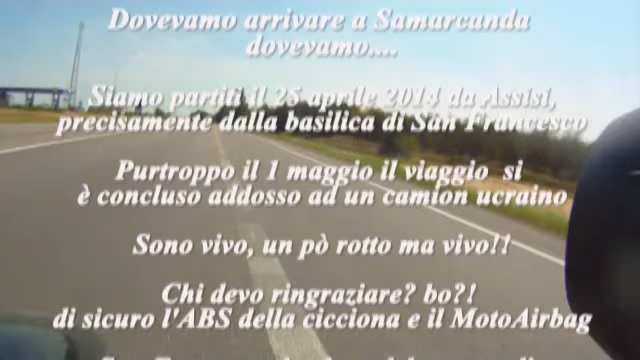 Dovevamo arrivare a Samarcanda
dovevamo....
Siamo partiti il 25 aprile 2014 da Assisi,
precisamente dalla basilica di San Francesco
Purtroppo il 1 maggio il viaggio si
è concluso addosso ad un camion ucraino
Sono vivo, un pò rotto ma vivo!!
Chi devo ringraziare? bo?!
di sicuro l'ABS della cicciona e il MotoAirbag